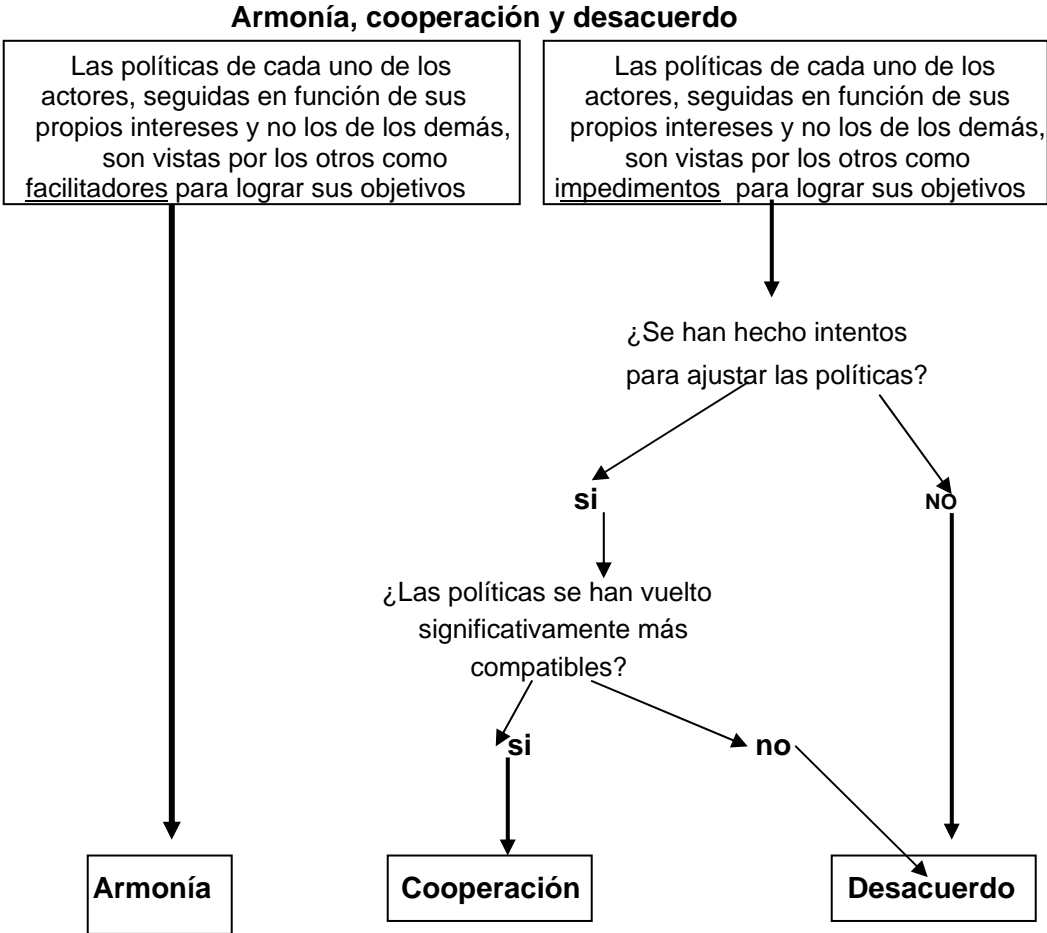 Armonía, cooperación y desacuerdo
Las políticas de cada uno de los
actores, seguidas en función de sus
propios intereses y no los de los demás,
son vistas por los otros como
facilitadores para lograr sus objetivos
Las políticas de cada uno de los
actores, seguidas en función de sus
propios intereses y no los de los demás,
son vistas por los otros como
impedimentos para lograr sus objetivos
¿Se han hecho intentos
para ajustar las políticas?
si
NO
¿Las políticas se han vuelto
significativamente más
compatibles?
si
no
Armonía
Cooperación
Desacuerdo